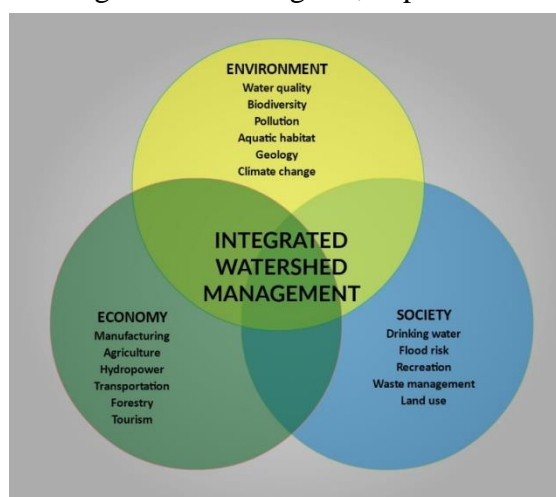 ENVIRONMENT
Water quality
Biodiversity
Pollution
Aquatic habitat
Geology
Climate change
INTEGRATED
WATERSHED
MANAGEMENT
ECONOMY
Manufacturing
Agriculture
Hydropower
Transportation
Forestry
Tourism
SOCIETY
Drinking water
Flood risk
Recreation
Waste management
Land use